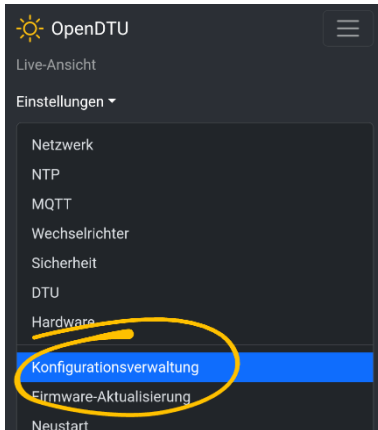 OpenDTU
Live-Ansicht
Einstellungen
Netzwerk
NTP
MQTT
Wechselrichter
Sicherheit
DTU
Hardware
Konfigurationsverwaltung
Firmware-Aktualisierung
Neustart